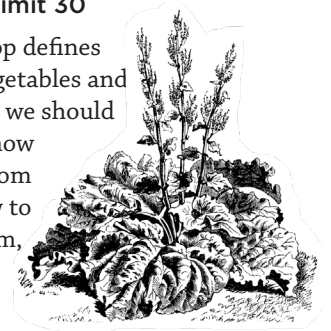 imit 30
op defines
getables and
we should
now
om
to
m,